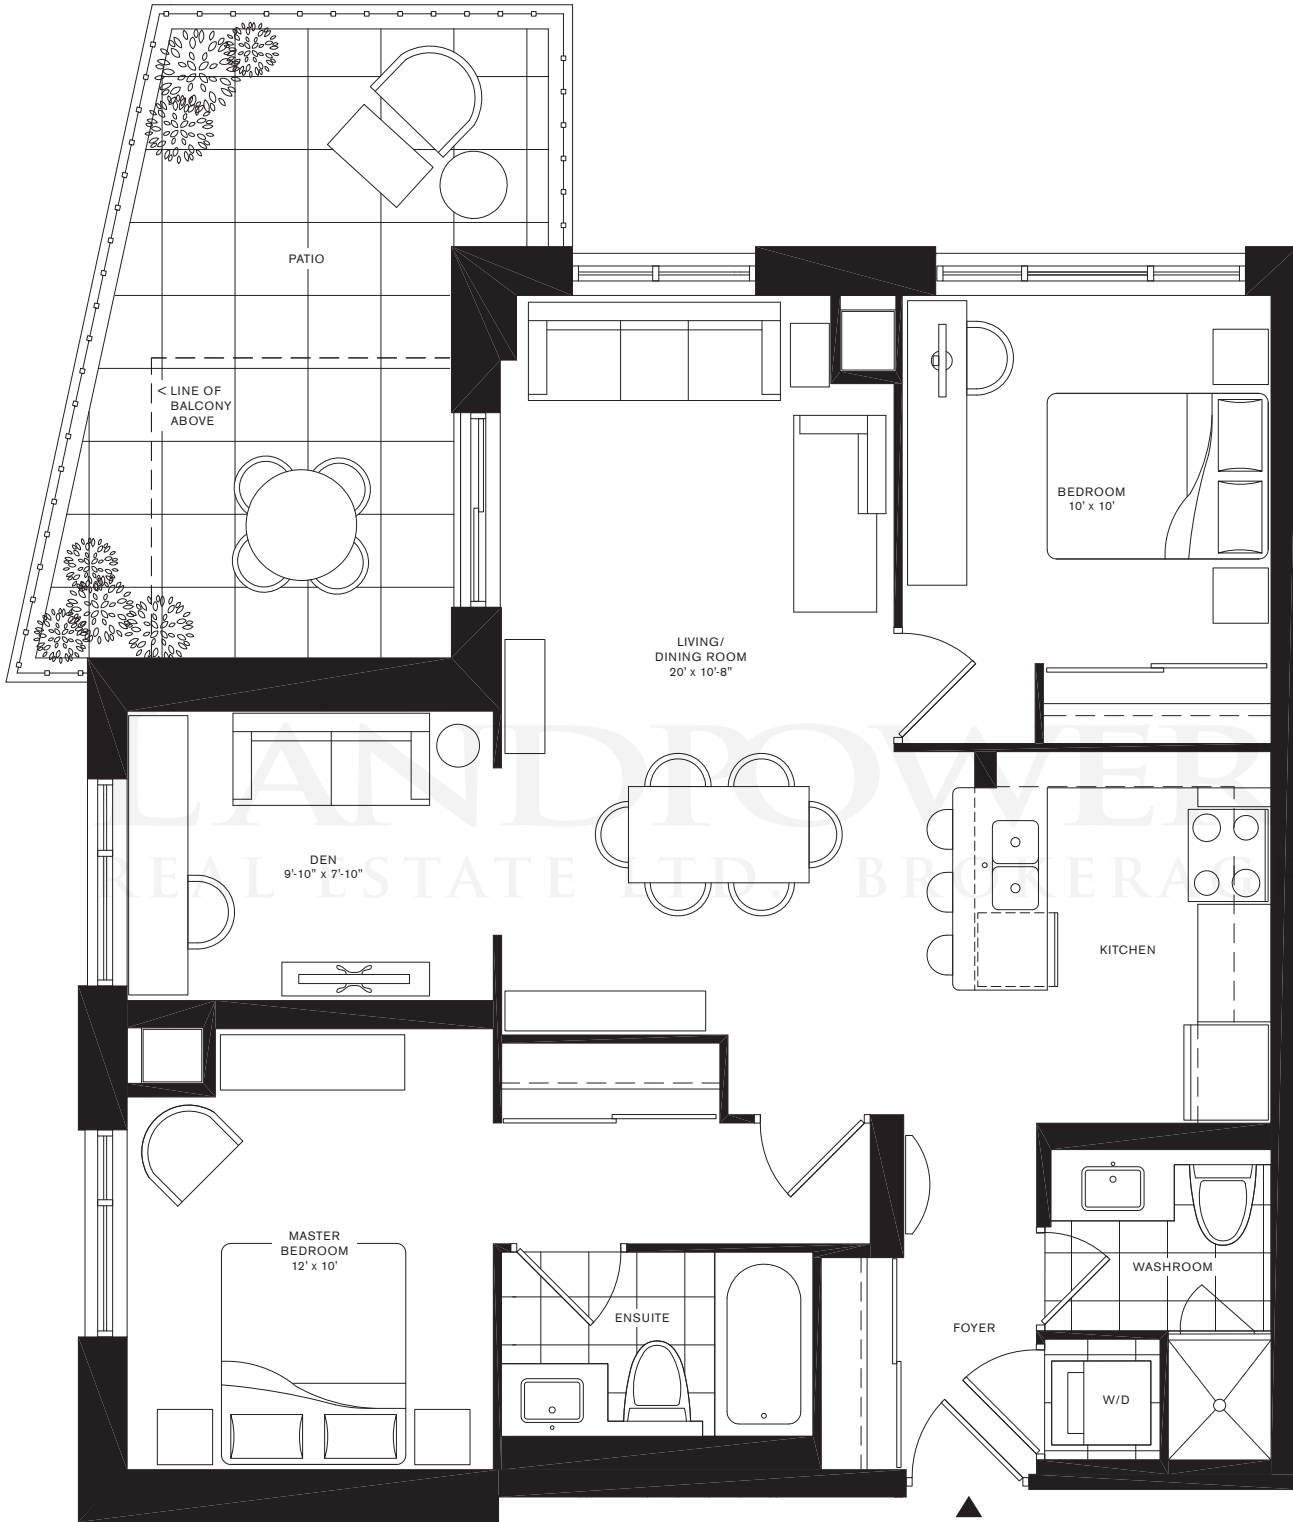 PATIO
< LINE OF
BALCONY
ABOVE
BEDROOM
10' x 10'
LIVING/
DINING ROOM
20' x 10'-8"
LANDPOWER
REAL ESTATE LTD. BROKERAGE
DEN
9'-10" x 7'-10"
KITCHEN
MASTER
BEDROOM
12' x 10'
ENSUITE
WASHROOM
FOYER
W/D